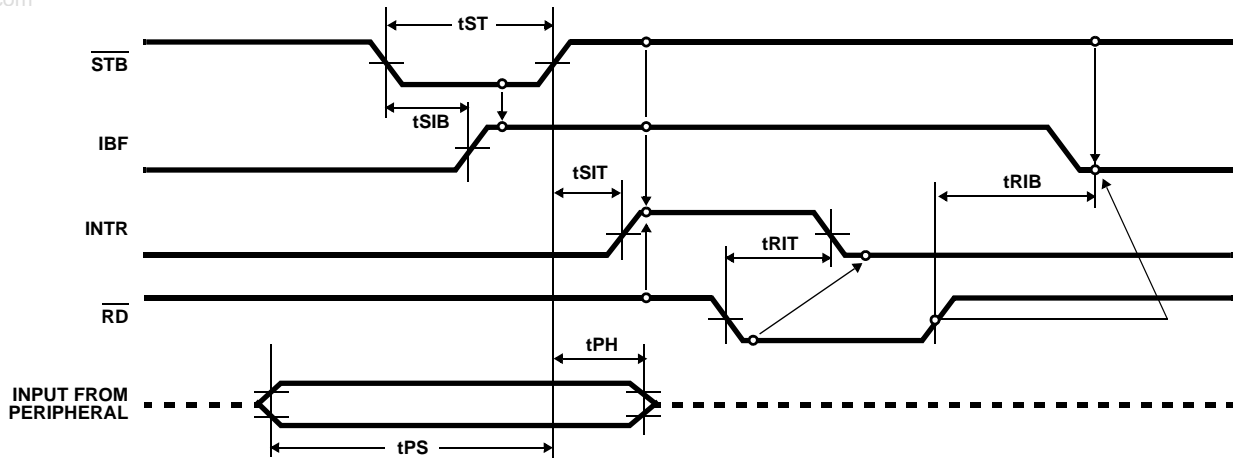 com
tST
STB
tSIB
IBF
tSIT
tRIB
INTR
tRIT
RD
tPH
INPUT FROM
PERIPHERAL
tPS